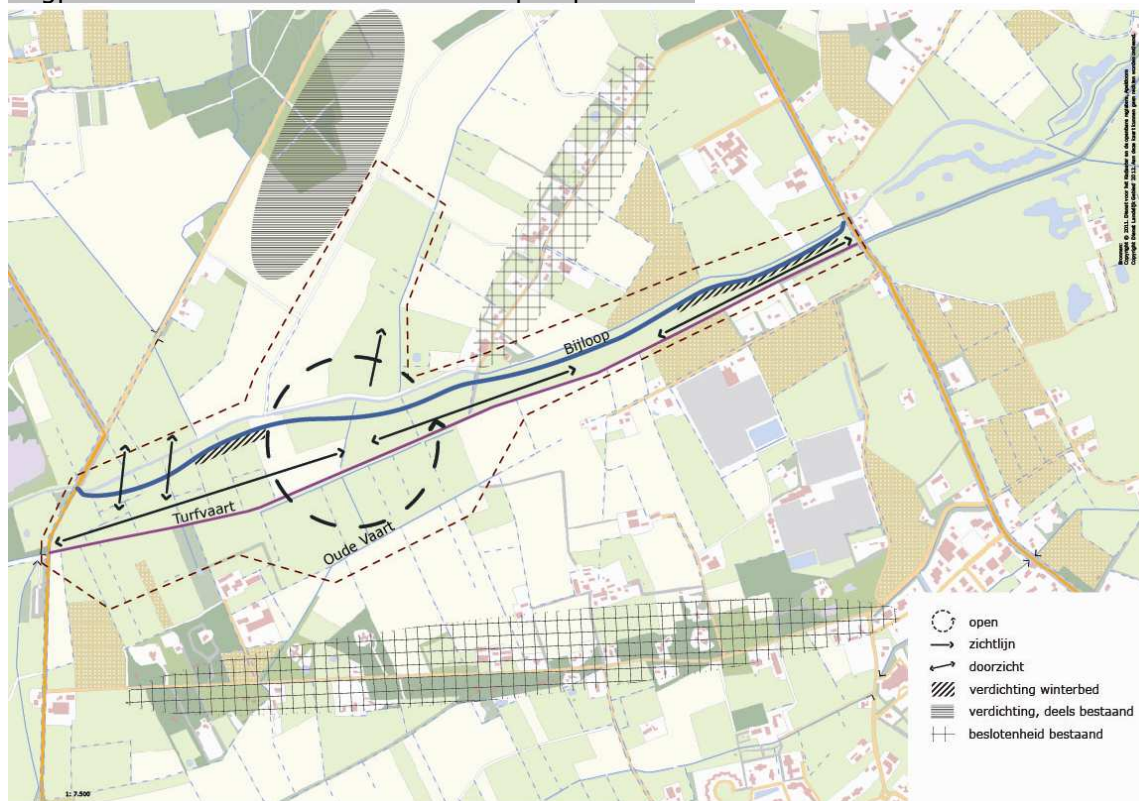 Bijloop
Turfvaart
Oude Vaart
open
zichtlijn
doorzicht
verdichting winterbed
verdichting, deels bestaand
beslotenheid bestaand
1: 7.500